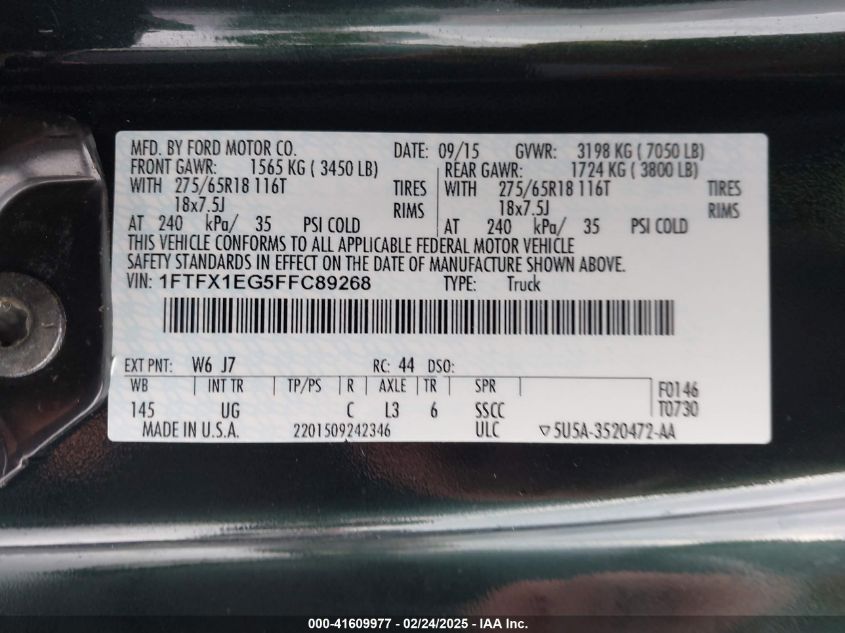 MFD. BY FORD MOTOR CO. DATE: 09/15 GVWR: 3198 KG ( 7050 LB)
FRONT GAWR: 1565 KG ( 3450 LB) REAR GAWR: 1724 KG ( 3800 LB)
WITH 275/65R18 116T TIRES WITH 275/65R18 116T TIRES
18x7.5J RIMS 18x7.5J RIMS
AT 240 kPa/ 35 PSI COLD AT 240 kPa/ 35 PSI COLD
THIS VEHICLE CONFORMS TO ALL APPLICABLE FEDERAL MOTOR VEHICLE
SAFETY STANDARDS IN EFFECT ON THE DATE OF MANUFACTURE SHOWN ABOVE.
VIN: 1FTFX1EG5FFC89268 TYPE: Truck
EXT PNT: W6 J7 RC: 44 DSO:
WB INT TR TP/PS R AXLE TR SPR F0146
145 UG C L3 6 SSCC T0730
MADE IN U.S.A. 2201509242346 ULC ▽5U5A-3520472-AA
000-41609977 - 02/24/2025 - IAA Inc.